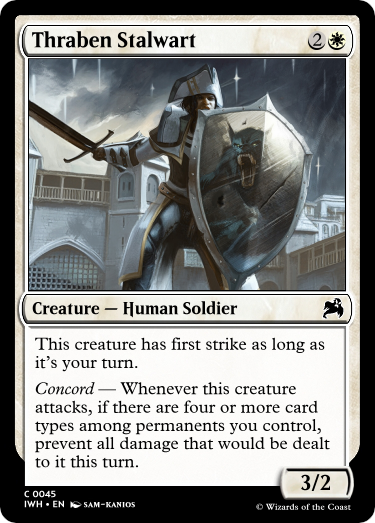 Thraben Stalwart 2
Creature — Human Soldier
This creature has first strike as long as
it's your turn.
Concord — Whenever this creature
attacks, if there are four or more card
types among permanents you control,
prevent all damage that would be dealt
to it this turn.
3/2
C 0045
IWH • EN SAM-KANIOS
© Wizards of the Coast